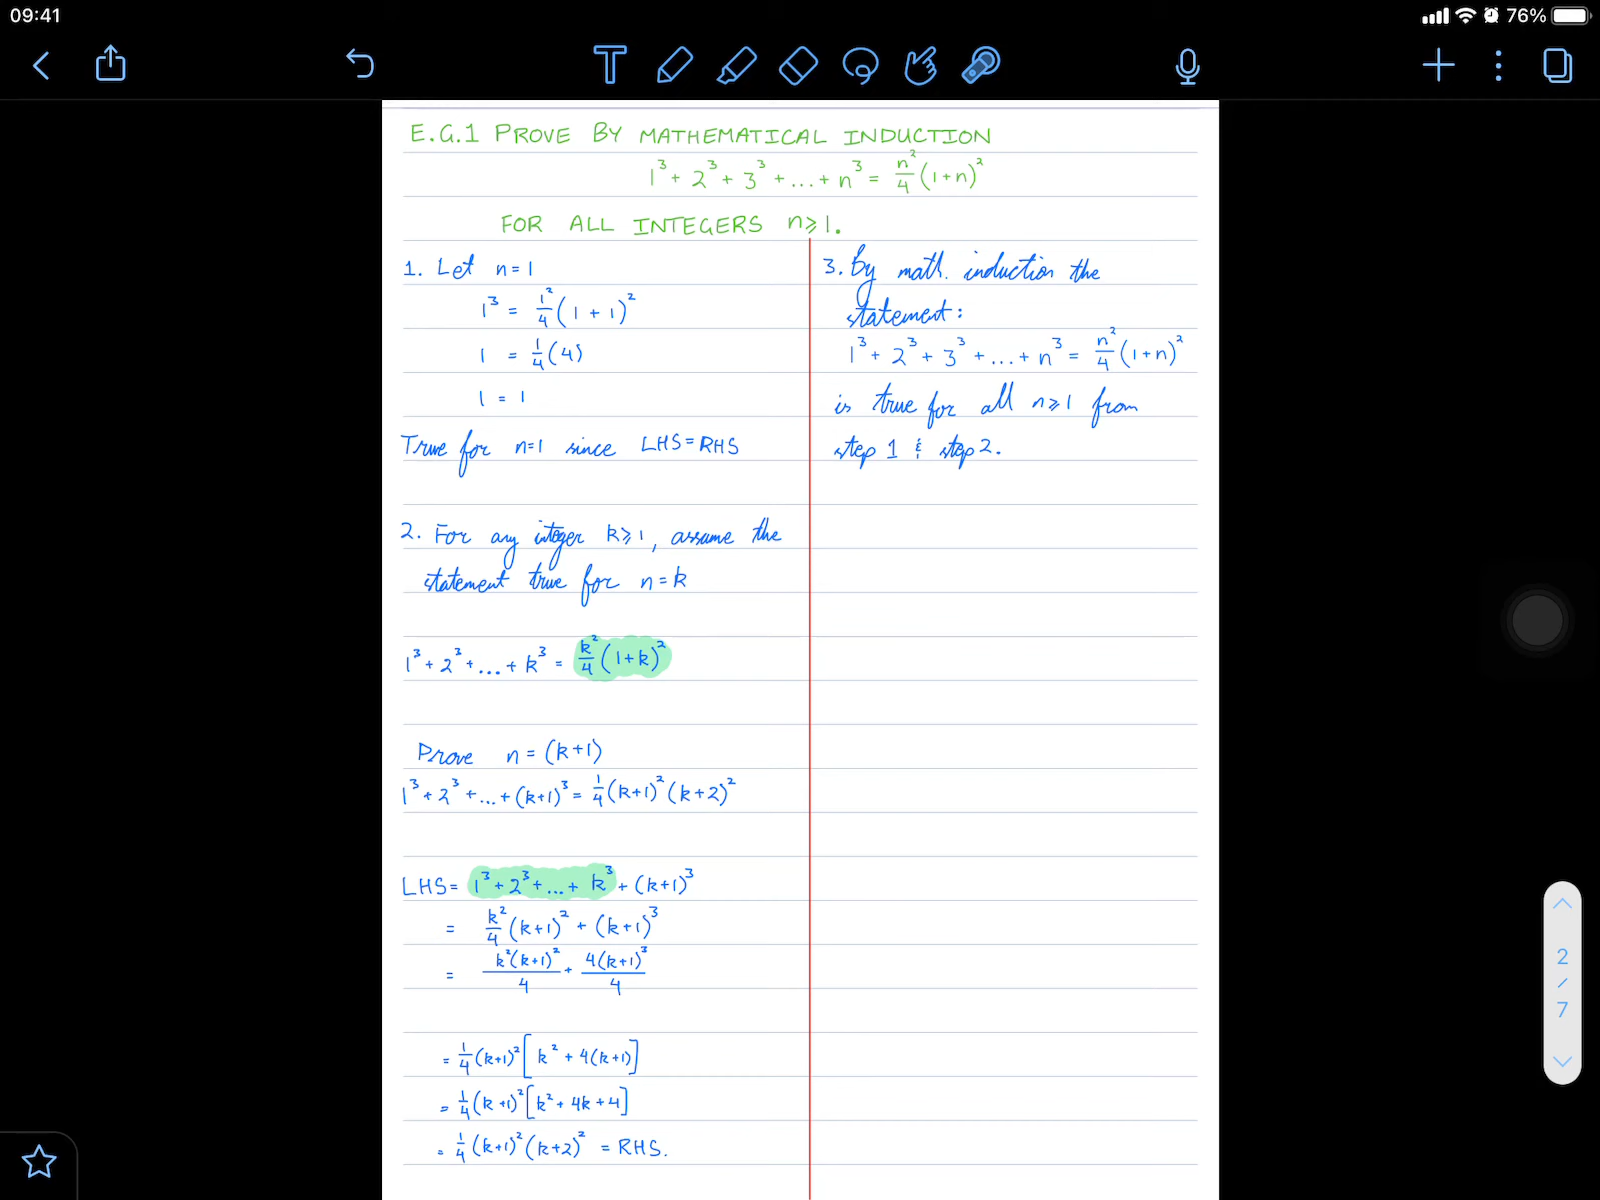 09:41
76%
E.G.1 PROVE BY MATHEMATICAL INDUCTION
1³ + 2³ + 3³ + ... + n³ = n²/4 (1+n)²
FOR ALL INTEGERS n⩾1.
1. Let n = 1
1³ = 1²/4 (1 + 1)²
1 = 1/4 (4)
1 = 1
True for n=1 since LHS=RHS
2. For any integer k⩾1, assume the
statement true for n = k
1³ + 2³ + ... + k³ = k²/4 (1+k)²
Prove n = (k+1)
1³ + 2³ + ... + (k+1)³ = 1/4 (k+1)² (k+2)²
LHS = 1³ + 2³ + ... + k³ + (k+1)³
= k²/4 (k+1)² + (k+1)³
= k²(k+1)²/4 + 4(k+1)³/4
= 1/4 (k+1)² [k² + 4(k+1)]
= 1/4 (k+1)² [k² + 4k + 4]
= 1/4 (k+1)² (k+2)² = RHS.
3. By math. induction the
statement:
1³ + 2³ + 3³ + ... + n³ = n²/4 (1+n)²
is true for all n⩾1 from
step 1 & step 2.
2
/
7